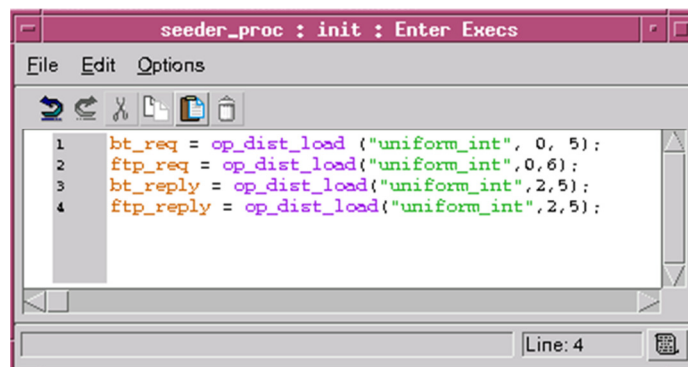 seeder_proc : init : Enter Execs
File Edit Options
1 bt_req = op_dist_load ("uniform_int", 0, 5);
2 ftp_req = op_dist_load("uniform_int",0,6);
3 bt_reply = op_dist_load("uniform_int",2,5);
4 ftp_reply = op_dist_load("uniform_int",2,5);
Line: 4